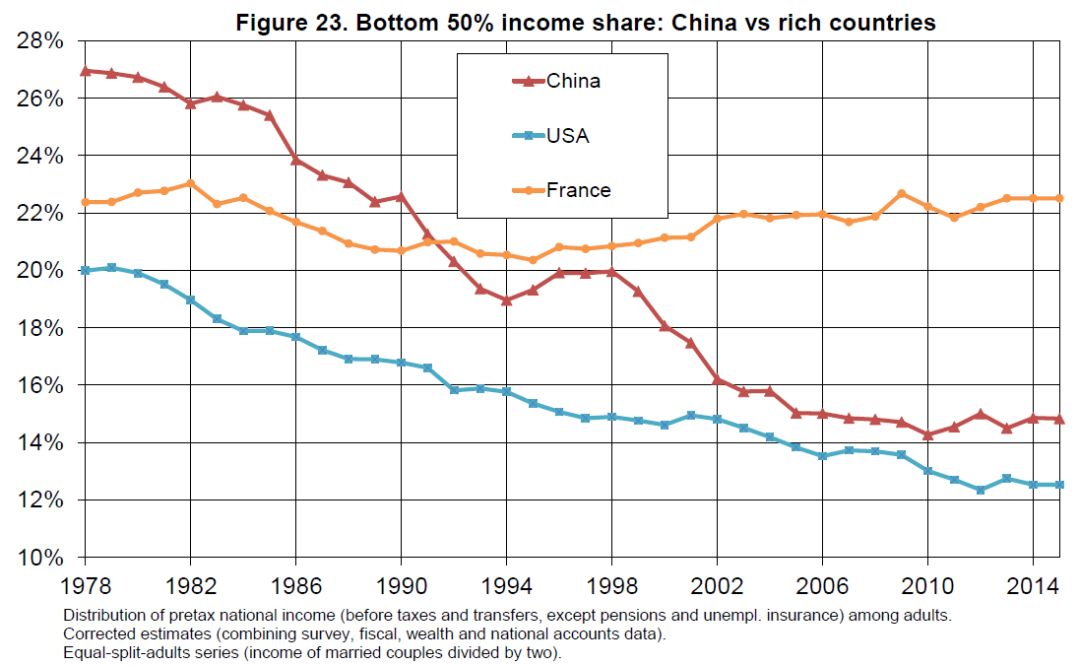 Figure 23. Bottom 50% income share: China vs rich countries
28%
26%
24%
22%
20%
18%
16%
14%
12%
10%
China
USA
France
1978 1982 1986 1990 1994 1998 2002 2006 2010 2014
Distribution of pretax national income (before taxes and transfers, except pensions and unempl. insurance) among adults.
Corrected estimates (combining survey, fiscal, wealth and national accounts data).
Equal-split-adults series (income of married couples divided by two).